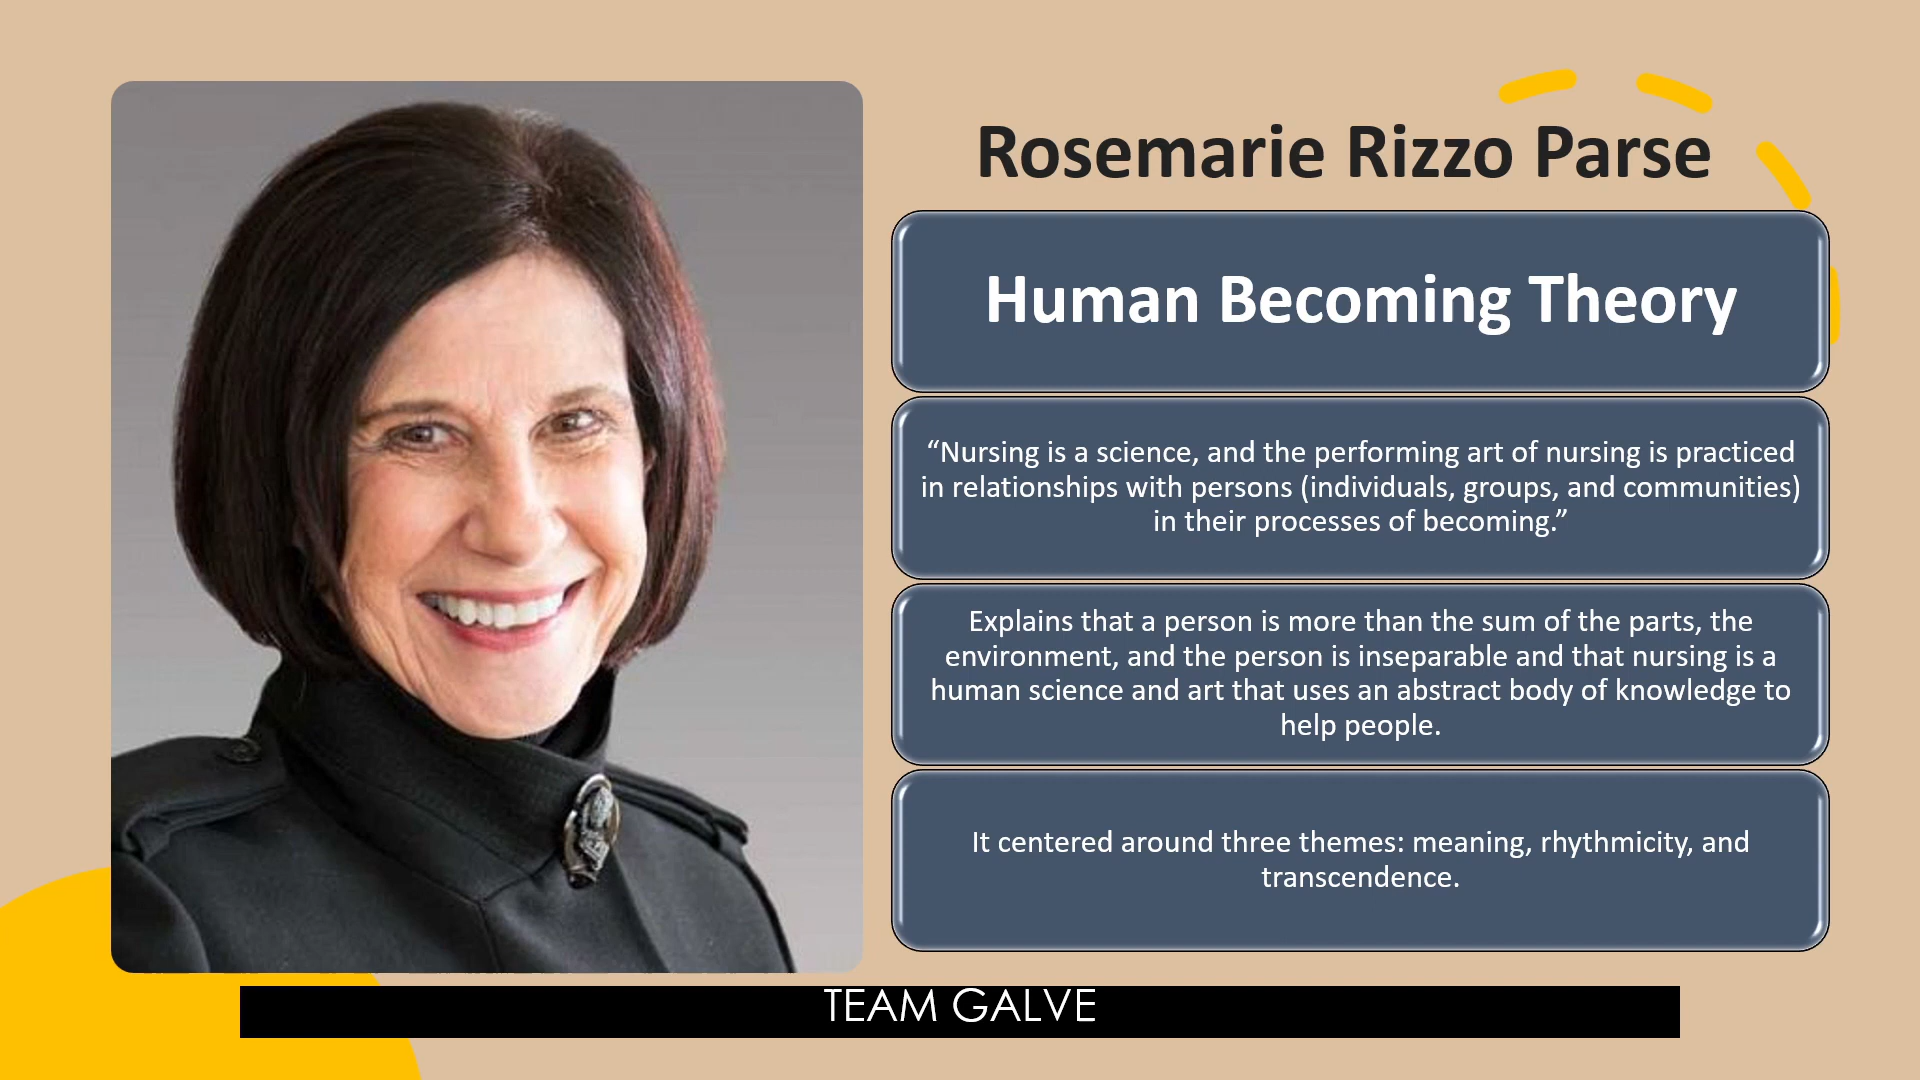 Rosemarie Rizzo Parse
Human Becoming Theory
“Nursing is a science, and the performing art of nursing is practiced
in relationships with persons (individuals, groups, and communities)
in their processes of becoming.”
Explains that a person is more than the sum of the parts, the
environment, and the person is inseparable and that nursing is a
human science and art that uses an abstract body of knowledge to
help people.
It centered around three themes: meaning, rhythmicity, and
transcendence.
TEAM GALVE